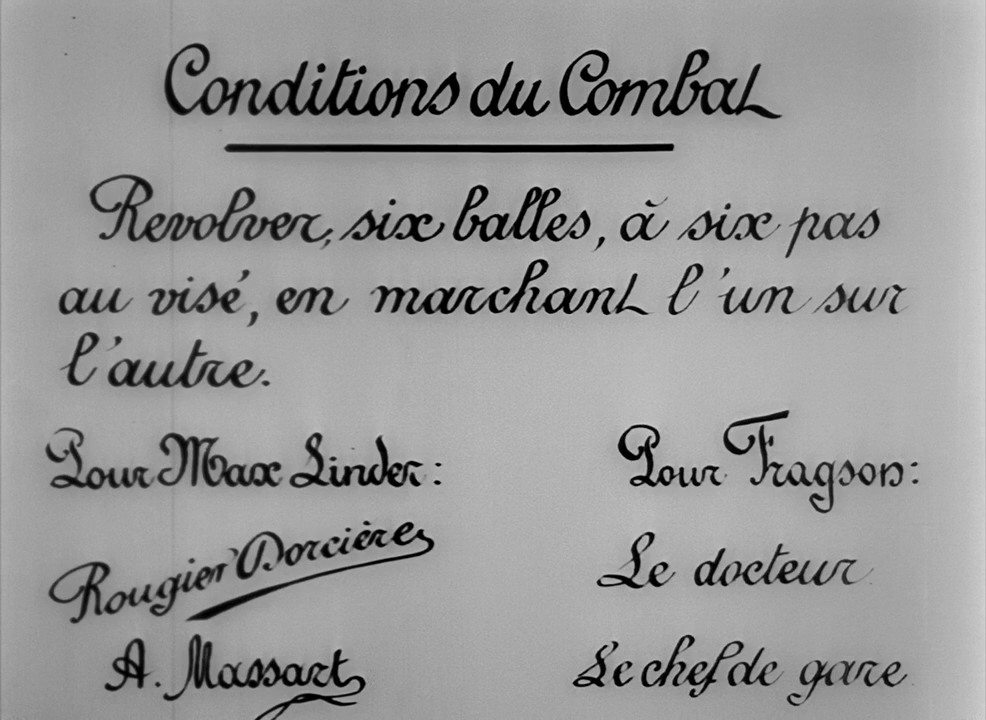 Conditions du Combat
Revolver, six balles, à six pas
au visé, en marchant l'un sur
l'autre.
Pour Max Linder :
Pour Fragson :
Rougier Dorcières
Le docteur
A. Massart
Le chef de gare